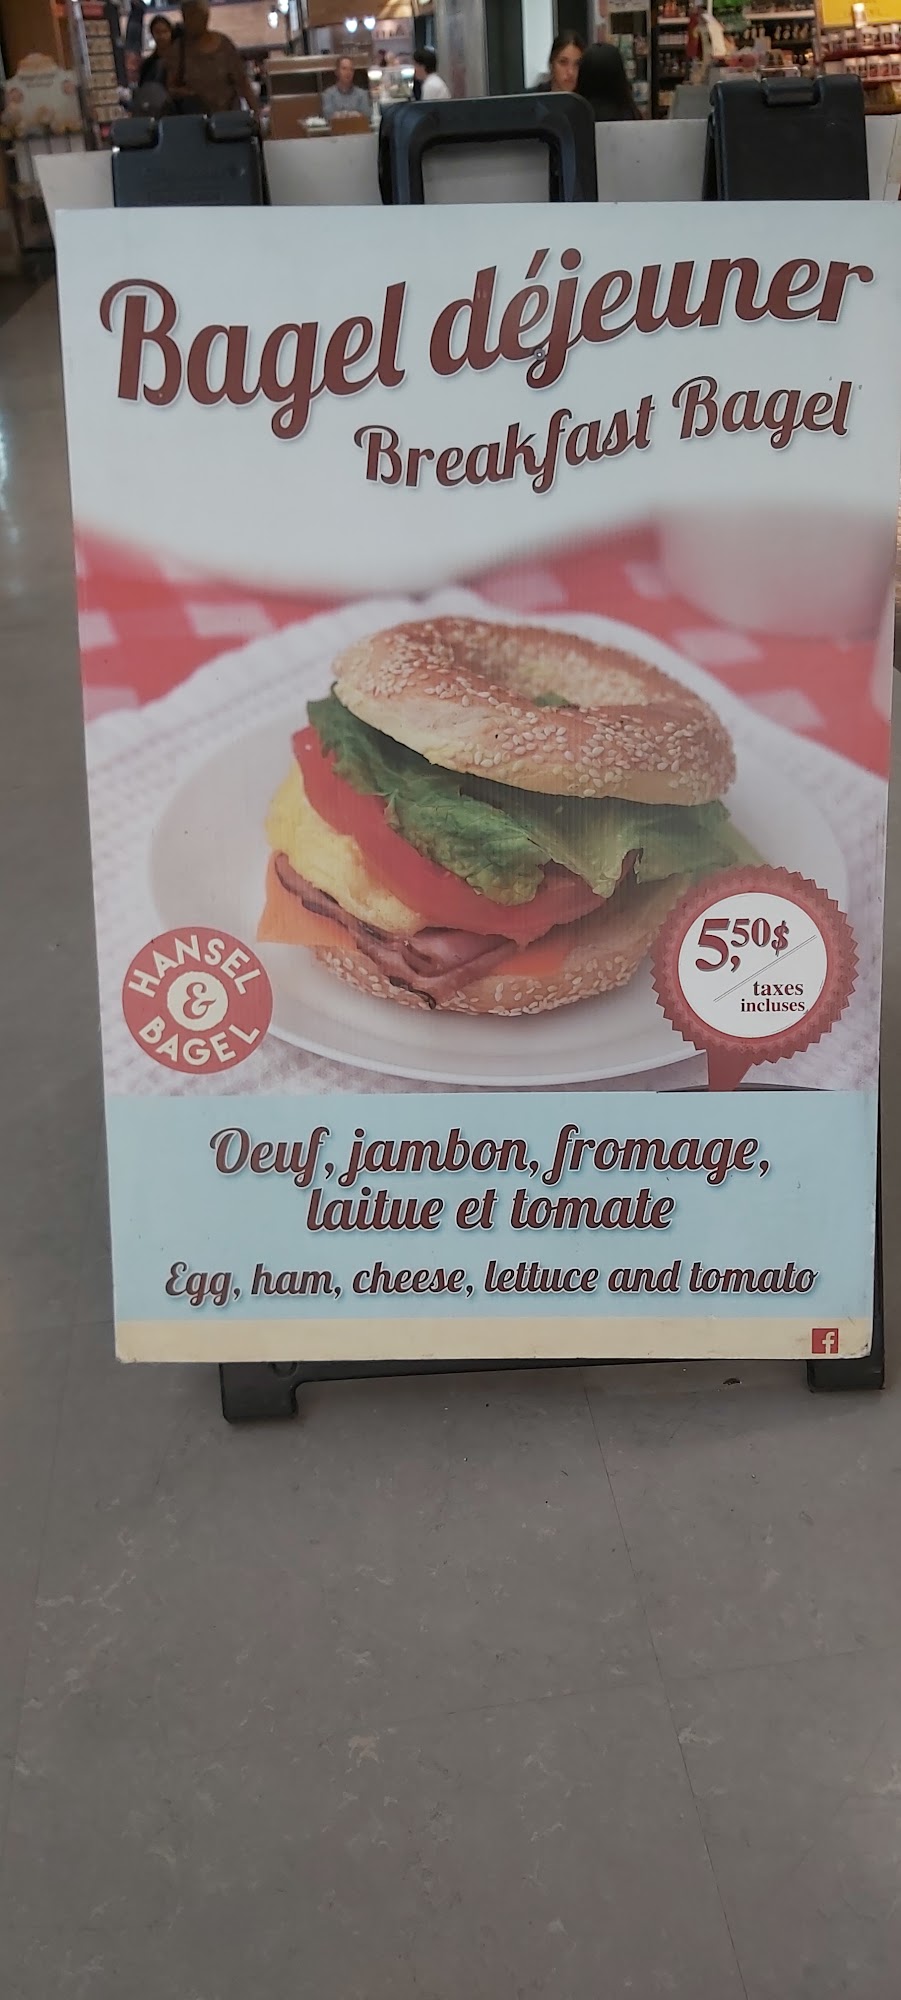 Bagel déjeuner
Breakfast Bagel
5,50$
taxes
incluses
HANSEL
&
BAGEL
Oeuf, jambon, fromage,
laitue et tomate
Egg, ham, cheese, lettuce and tomato
f